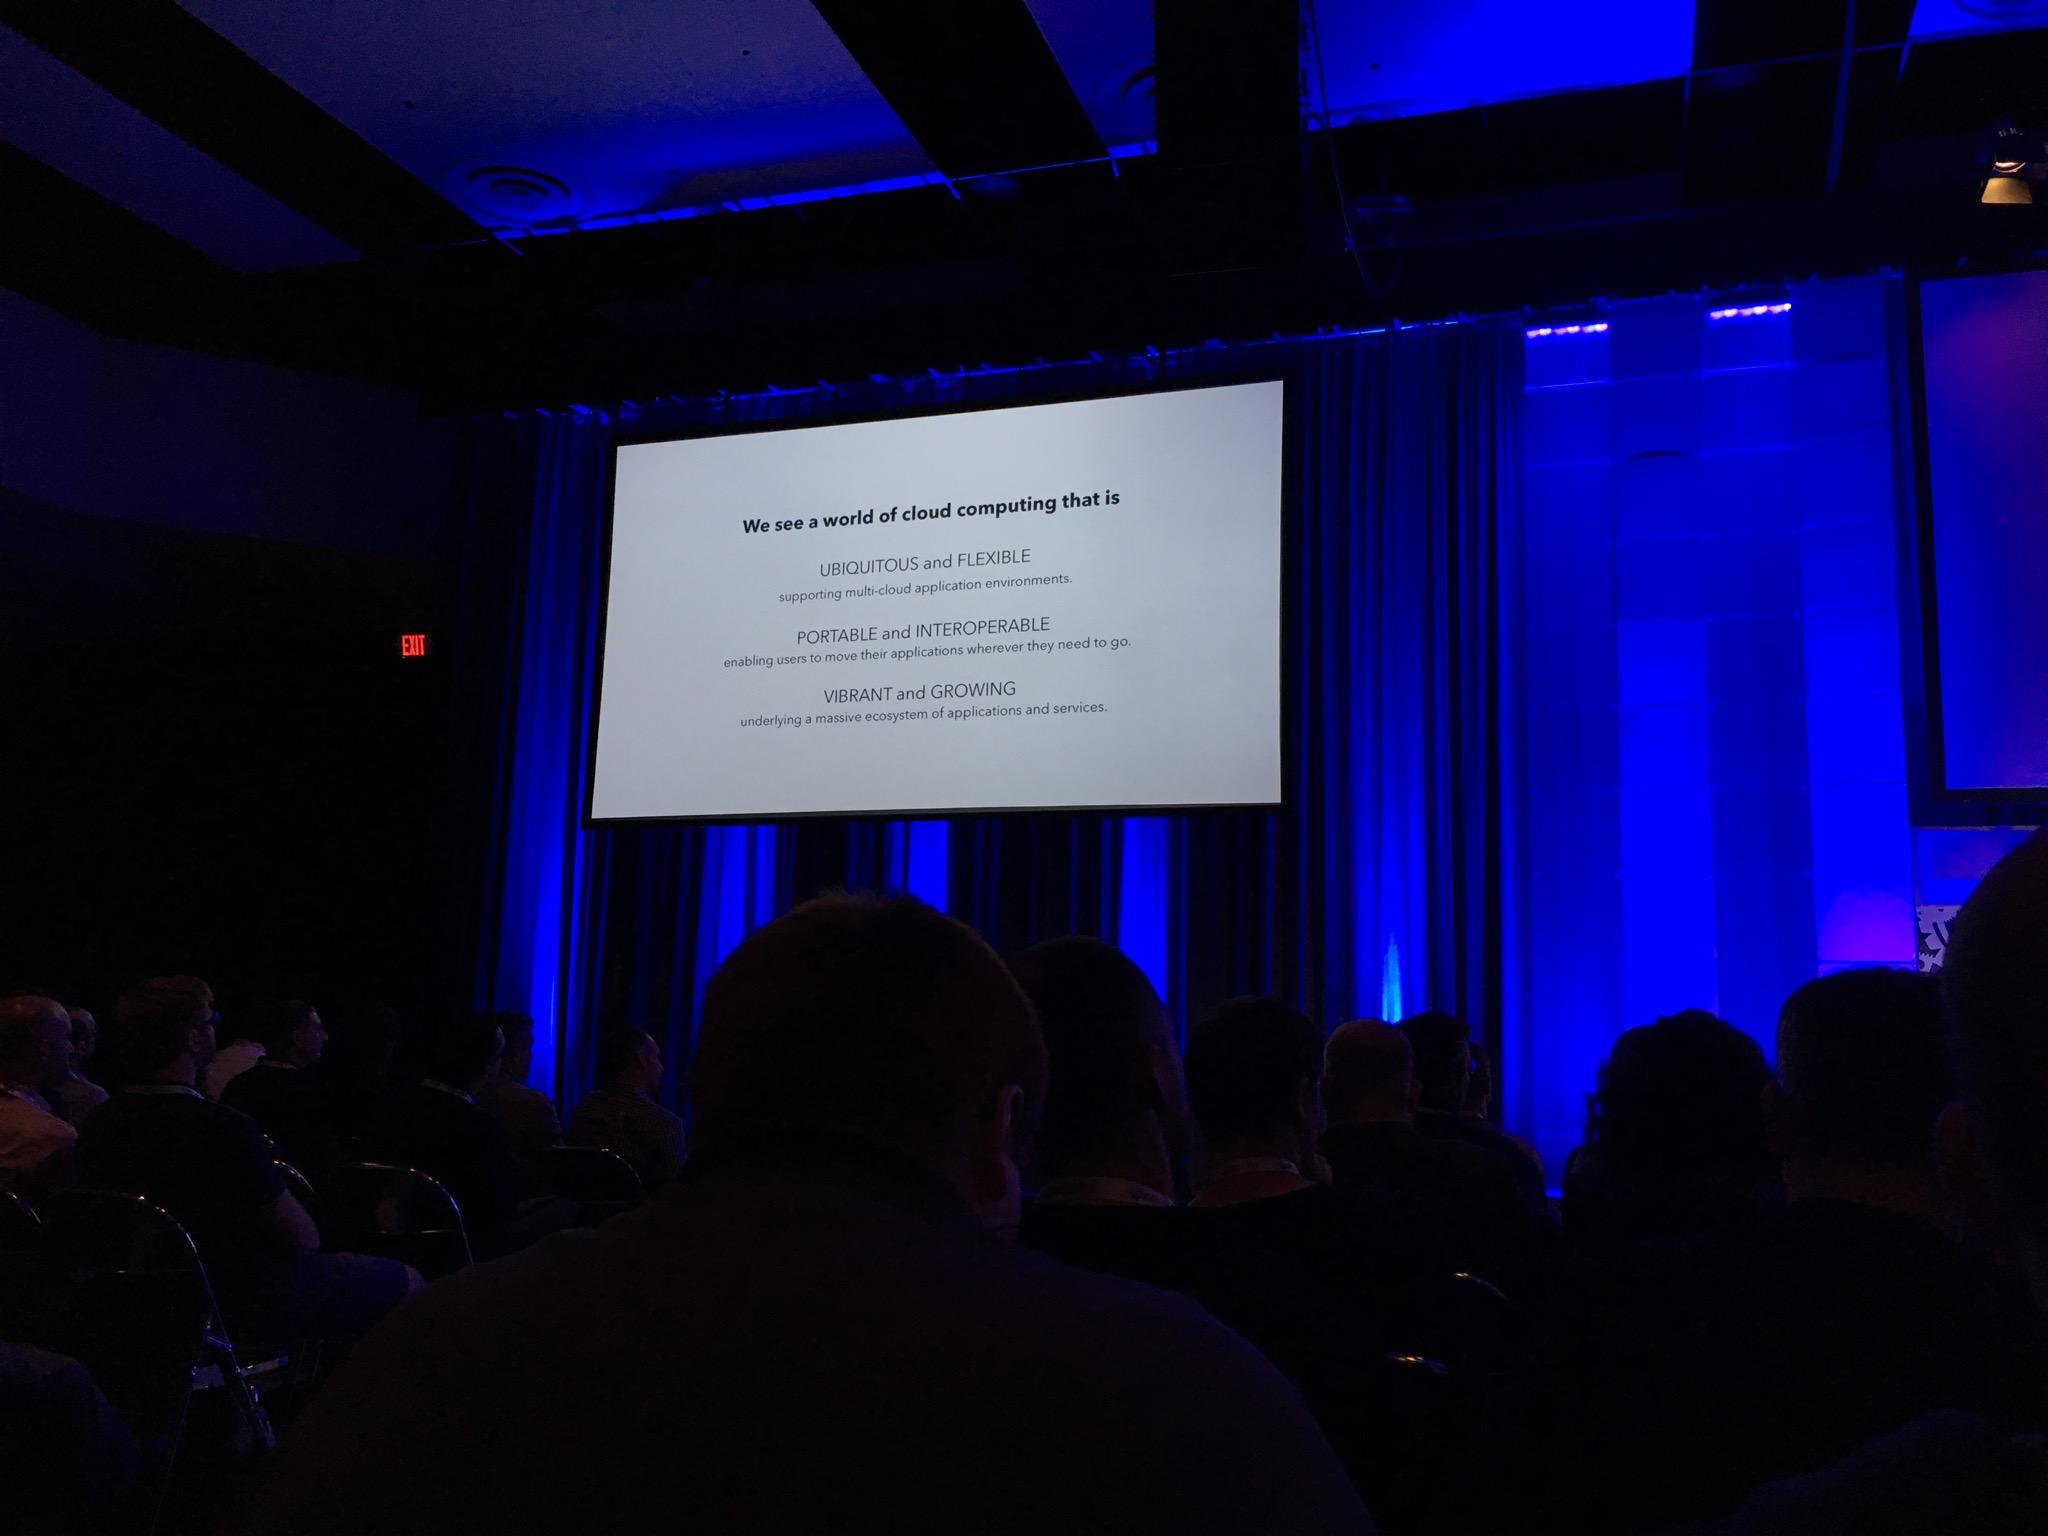 We see a world of cloud computing that is
UBIQUITOUS and FLEXIBLE
supporting multi-cloud application environments.
PORTABLE and INTEROPERABLE
enabling users to move their applications wherever they need to go.
VIBRANT and GROWING
underlying a massive ecosystem of applications and services.
EXIT